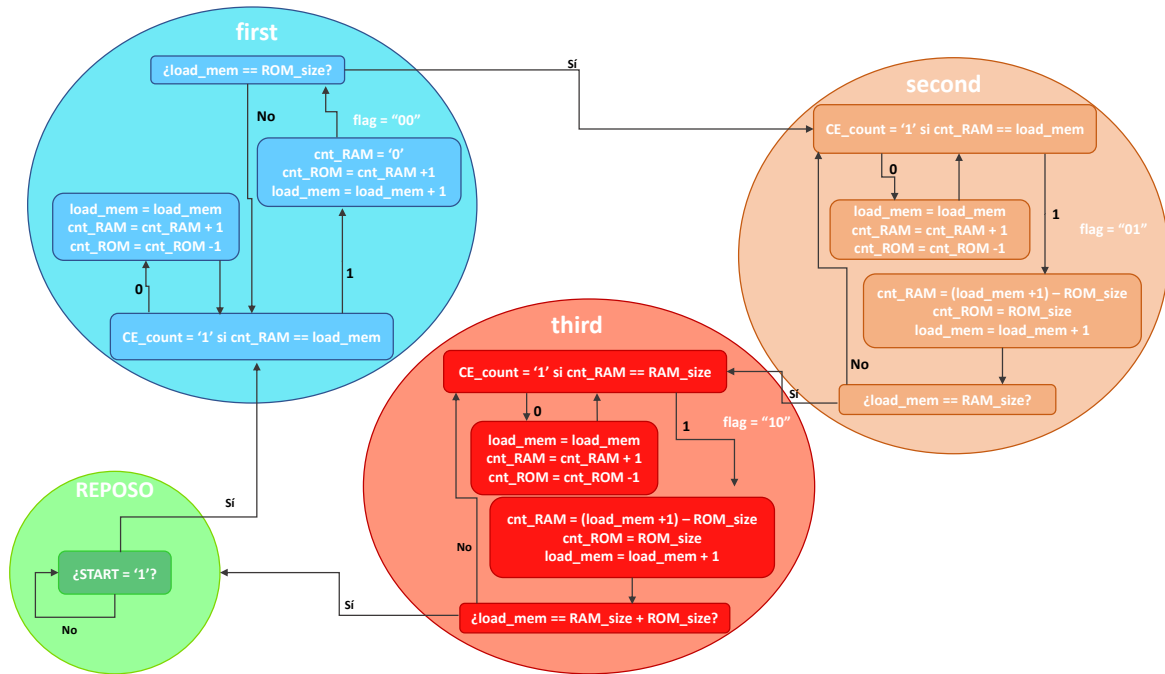 first
¿load_mem == ROM_size?
Sí
No
flag = “00”
cnt_RAM = ‘0’
cnt_ROM = cnt_RAM +1
load_mem = load_mem + 1
load_mem = load_mem
cnt_RAM = cnt_RAM + 1
cnt_ROM = cnt_ROM -1
0
1
CE_count = ‘1’ si cnt_RAM == load_mem
second
CE_count = ‘1’ si cnt_RAM == load_mem
0
load_mem = load_mem
cnt_RAM = cnt_RAM + 1
cnt_ROM = cnt_ROM -1
1
flag = “01”
cnt_RAM = (load_mem +1) – ROM_size
cnt_ROM = ROM_size
load_mem = load_mem + 1
No
¿load_mem == RAM_size?
Sí
third
CE_count = ‘1’ si cnt_RAM == RAM_size
0
load_mem = load_mem
cnt_RAM = cnt_RAM + 1
cnt_ROM = cnt_ROM -1
1
flag = “10”
cnt_RAM = (load_mem +1) – ROM_size
cnt_ROM = ROM_size
load_mem = load_mem + 1
No
¿load_mem == RAM_size + ROM_size?
Sí
REPOSO
Sí
¿START = ‘1’?
No